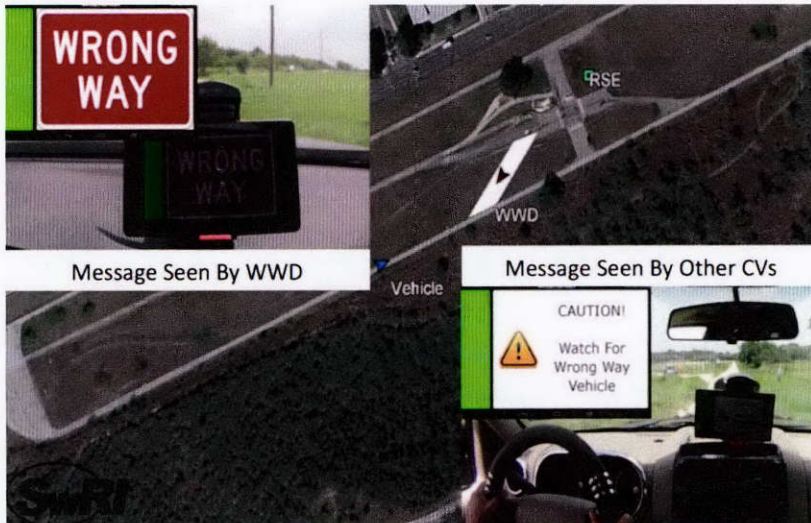 WRONG
WAY
WRONG
WAY
Message Seen By WWD
RSE
WWD
Vehicle
Message Seen By Other CVs
CAUTION!
Watch For
Wrong Way
Vehicle
SwRI